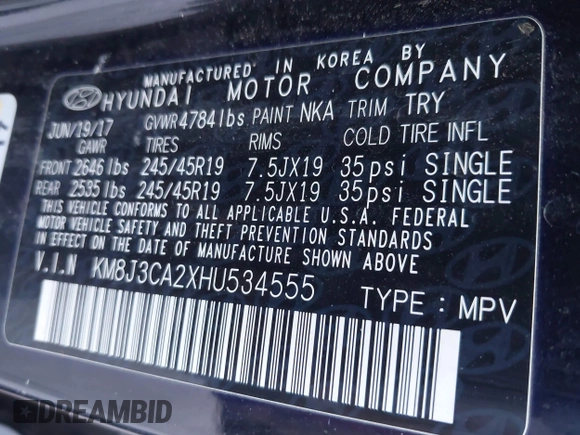 MANUFACTURED IN KOREA BY
HYUNDAI MOTOR COMPANY
JUN/19/17 GVWR 4784lbs PAINT NKA TRIM TRY
GAWR TIRES RIMS COLD TIRE INFL
FRONT 2646 lbs 245/45R19 7.5JX19 35psi SINGLE
REAR 2535 lbs 245/45R19 7.5JX19 35psi SINGLE
THIS VEHICLE CONFORMS TO ALL APPLICABLE U.S.A. FEDERAL
MOTOR VEHICLE SAFETY AND THEFT PREVENTION STANDARDS
IN EFFECT ON THE DATE OF MANUFACTURE SHOWN ABOVE.
V.I.N KM8J3CA2XHU534555 TYPE : MPV
DREAMBID